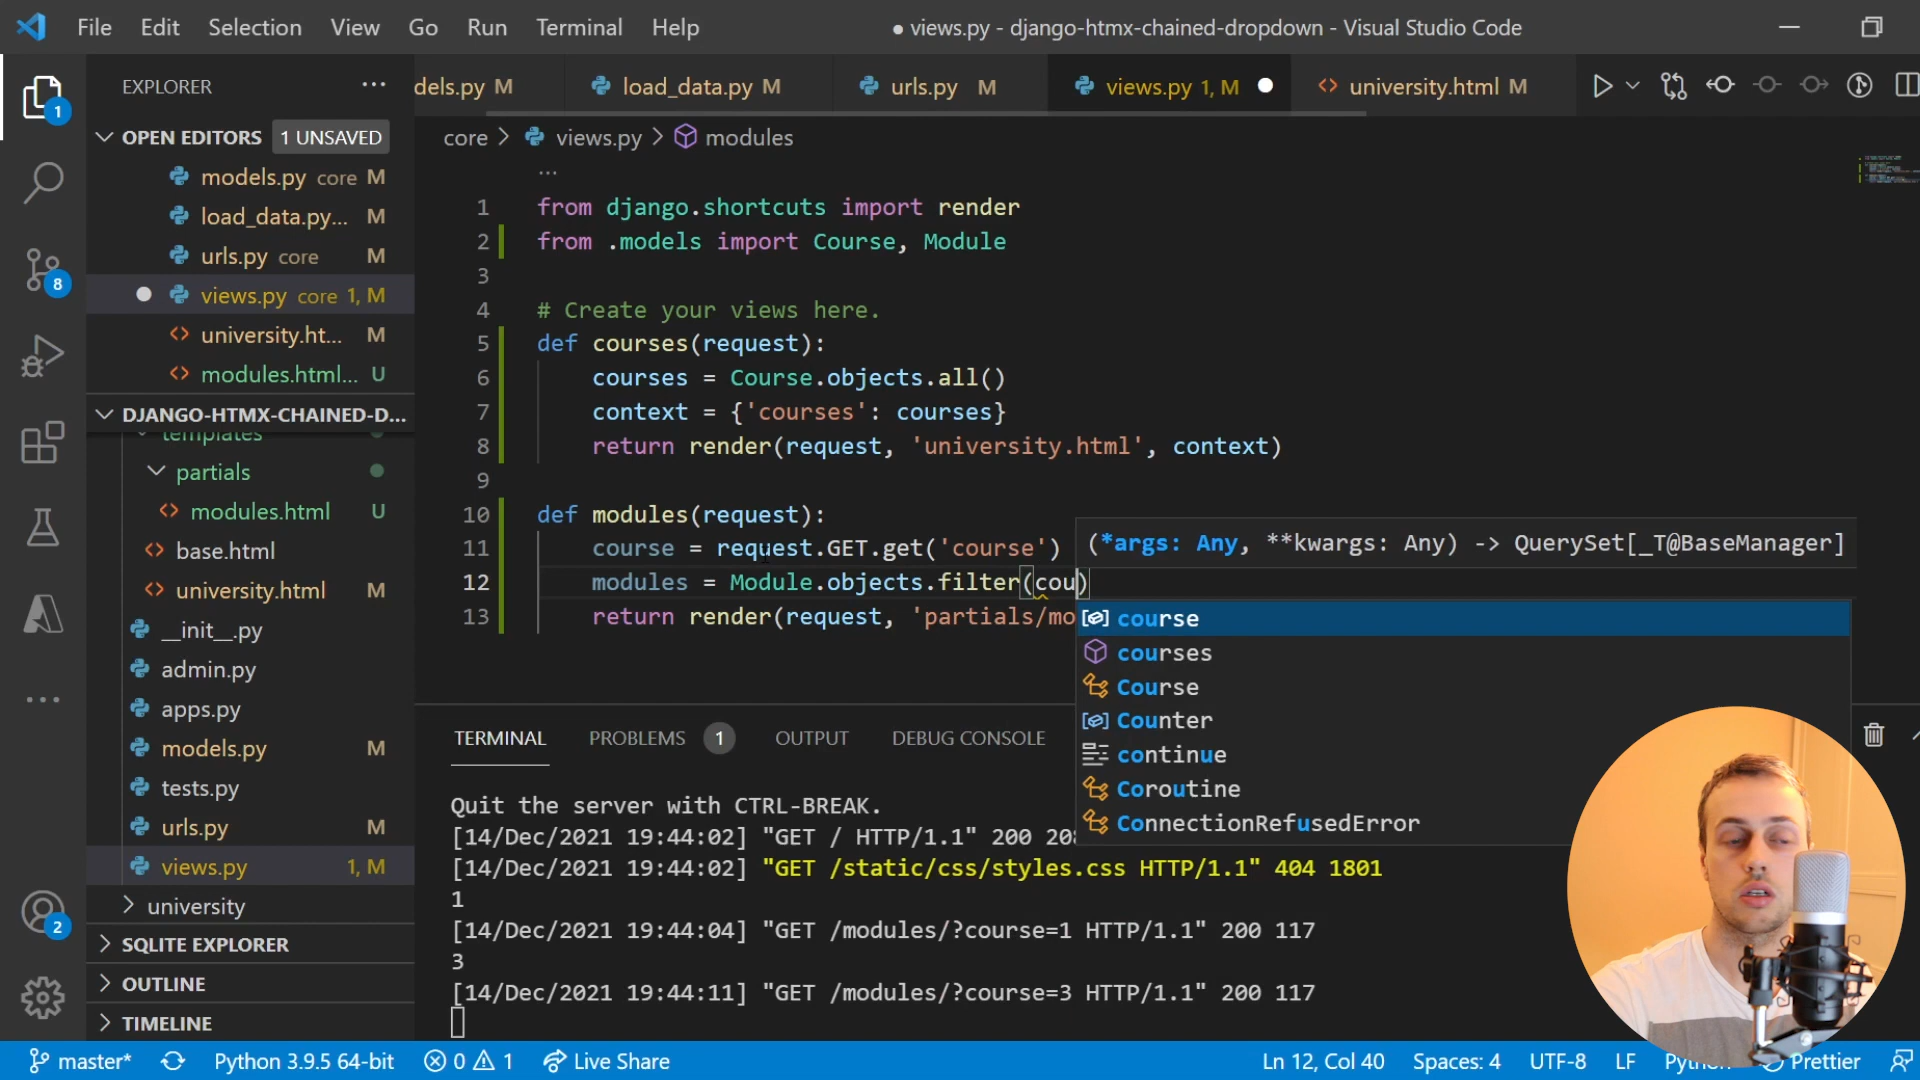 File Edit Selection View Go Run Terminal Help
● views.py - django-htmx-chained-dropdown - Visual Studio Code
EXPLORER
dels.py M load_data.py M urls.py M views.py 1, M university.html M
OPEN EDITORS 1 UNSAVED
models.py core M
load_data.py... M
urls.py core M
views.py core 1, M
university.ht... M
modules.html... U
DJANGO-HTMX-CHAINED-D...
templates
partials
modules.html U
base.html
university.html M
__init__.py
admin.py
apps.py
models.py M
tests.py
urls.py M
views.py 1, M
university
SQLITE EXPLORER
OUTLINE
TIMELINE
1
8
2
core > views.py > modules
...
1 from django.shortcuts import render
2 from .models import Course, Module
3
4 # Create your views here.
5 def courses(request):
6 courses = Course.objects.all()
7 context = {'courses': courses}
8 return render(request, 'university.html', context)
9
10 def modules(request):
11 course = request.GET.get('course')
12 modules = Module.objects.filter(cou)
13 return render(request, 'partials/mo
(*args: Any, **kwargs: Any) -> QuerySet[_T@BaseManager]
course
courses
Course
Counter
continue
Coroutine
ConnectionRefusedError
TERMINAL PROBLEMS 1 OUTPUT DEBUG CONSOLE
Quit the server with CTRL-BREAK.
[14/Dec/2021 19:44:02] "GET / HTTP/1.1" 200 208
[14/Dec/2021 19:44:02] "GET /static/css/styles.css HTTP/1.1" 404 1801
1
[14/Dec/2021 19:44:04] "GET /modules/?course=1 HTTP/1.1" 200 117
3
[14/Dec/2021 19:44:11] "GET /modules/?course=3 HTTP/1.1" 200 117
master* Python 3.9.5 64-bit 0 1 Live Share Ln 12, Col 40 Spaces: 4 UTF-8 LF Prettier